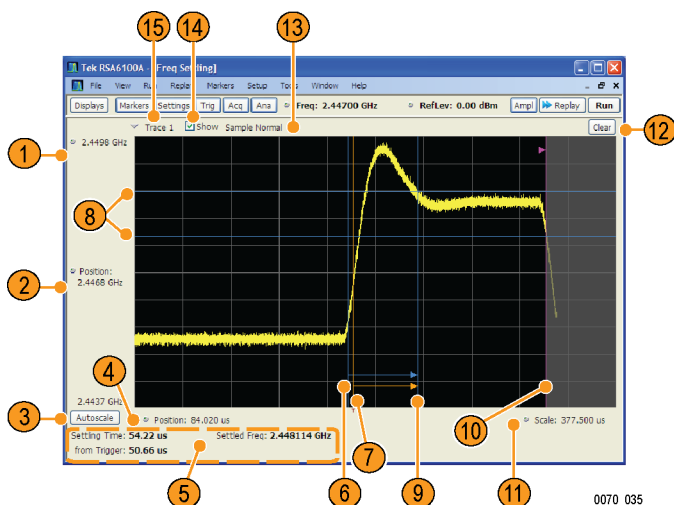 15
14
13
Tek RSA6100A - [Freq Settling]
File View Run Replay Markers Setup Tools Window Help
Displays Markers Settings Trig Acq Ana Freq: 2.44700 GHz RefLev: 0.00 dBm Ampl Replay Run
Trace 1 Show Sample Normal Clear
12
1
2.4498 GHz
8
Position:
2
2.4468 GHz
4
2.4437 GHz
3
Autoscale Position: 84.020 us Scale: 377.500 us
T
Settling Time: 54.22 us Settled Freq: 2.448114 GHz
from Trigger: 50.66 us
5
6
7
9
10
11
0070 035